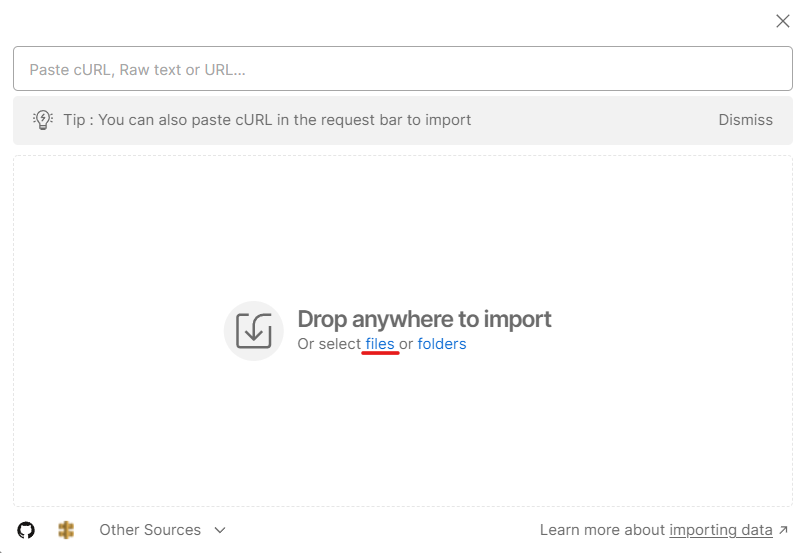 Paste cURL, Raw text or URL...
Tip : You can also paste cURL in the request bar to import Dismiss
Drop anywhere to import
Or select files or folders
Other Sources Learn more about importing data